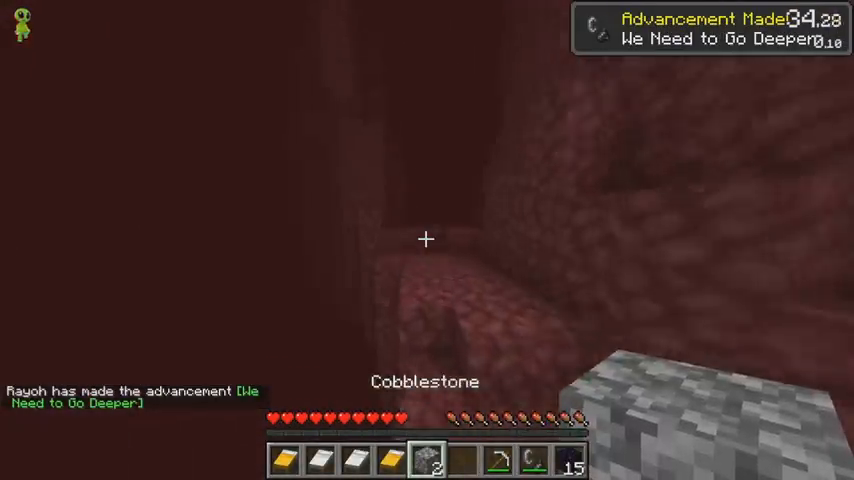 Advancement Made 34.28
We Need to Go Deeper 0.10
Cobblestone
Rayoh has made the advancement [We
Need to Go Deeper]
2
15